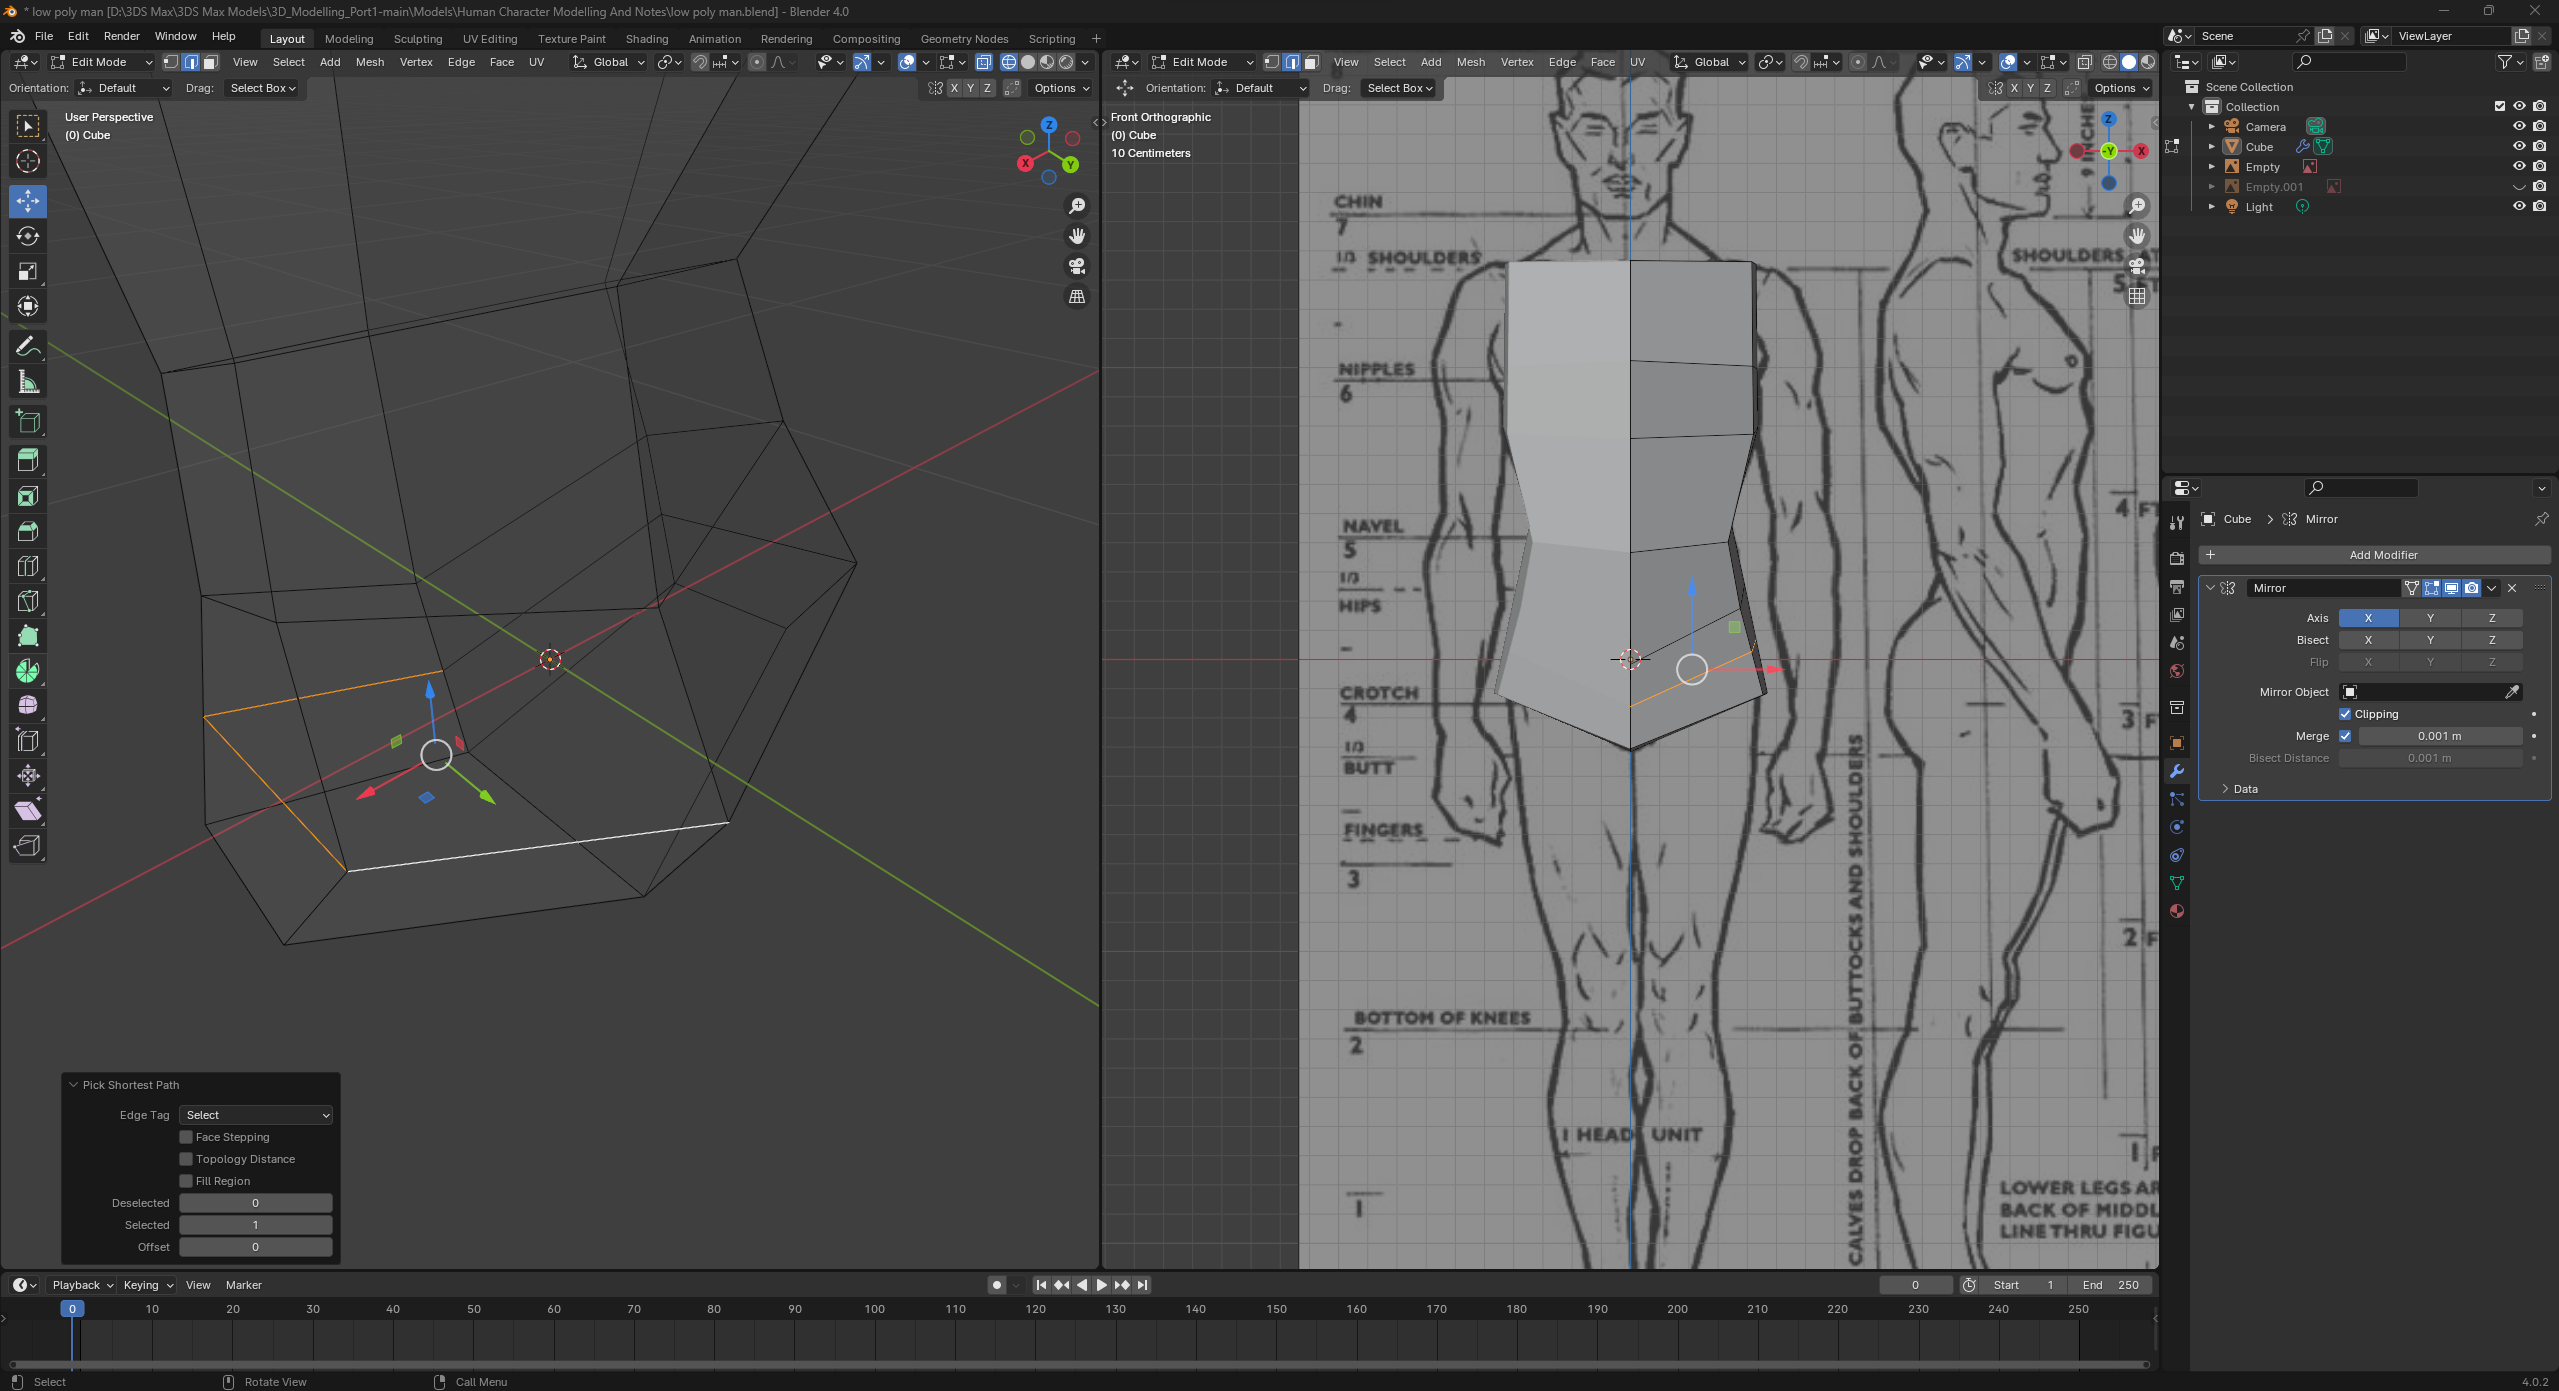 * low poly man [D:\3DS Max\3DS Max Models\3D_Modelling_Port1-main\Models\Human Character Modelling And Notes\low poly man.blend] - Blender 4.0
File Edit Render Window Help Layout Modeling Sculpting UV Editing Texture Paint Shading Animation Rendering Compositing Geometry Nodes Scripting +
Scene ViewLayer
Edit Mode View Select Add Mesh Vertex Edge Face UV Global
Orientation: Default Drag: Select Box X Y Z Options
User Perspective
(0) Cube
Z
X
Y
Edit Mode View Select Add Mesh Vertex Edge Face UV Global
Orientation: Default Drag: Select Box X Y Z Options
Front Orthographic
(0) Cube
10 Centimeters
Z
-Y
X
CHIN
7
1/3 SHOULDERS
NIPPLES
6
NAVEL
5
1/3
HIPS
CROTCH
4
1/3
BUTT
FINGERS
3
BOTTOM OF KNEES
2
1 HEAD UNIT
1
CALVES DROP BACK OF BUTTOCKS AND SHOULDERS
SHOULDERS
4 FT
3 F
2 F
LOWER LEGS AR
BACK OF MIDDL
LINE THRU FIGU
Scene Collection
Collection
Camera
Cube
Empty
Empty.001
Light
Cube Mirror
Add Modifier
Mirror
Axis X Y Z
Bisect X Y Z
Flip X Y Z
Mirror Object
Clipping
Merge 0.001 m
Bisect Distance 0.001 m
Data
Pick Shortest Path
Edge Tag Select
Face Stepping
Topology Distance
Fill Region
Deselected 0
Selected 1
Offset 0
Playback Keying View Marker 0 Start 1 End 250
0 10 20 30 40 50 60 70 80 90 100 110 120 130 140 150 160 170 180 190 200 210 220 230 240 250
Select Rotate View Call Menu 4.0.2